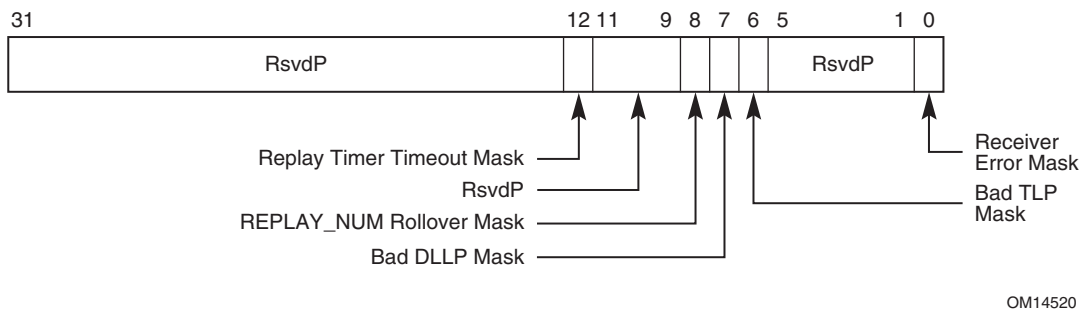 31 12 11 9 8 7 6 5 1 0
RsvdP RsvdP
Replay Timer Timeout Mask
RsvdP
REPLAY_NUM Rollover Mask
Bad DLLP Mask
Receiver
Error Mask
Bad TLP
Mask
OM14520